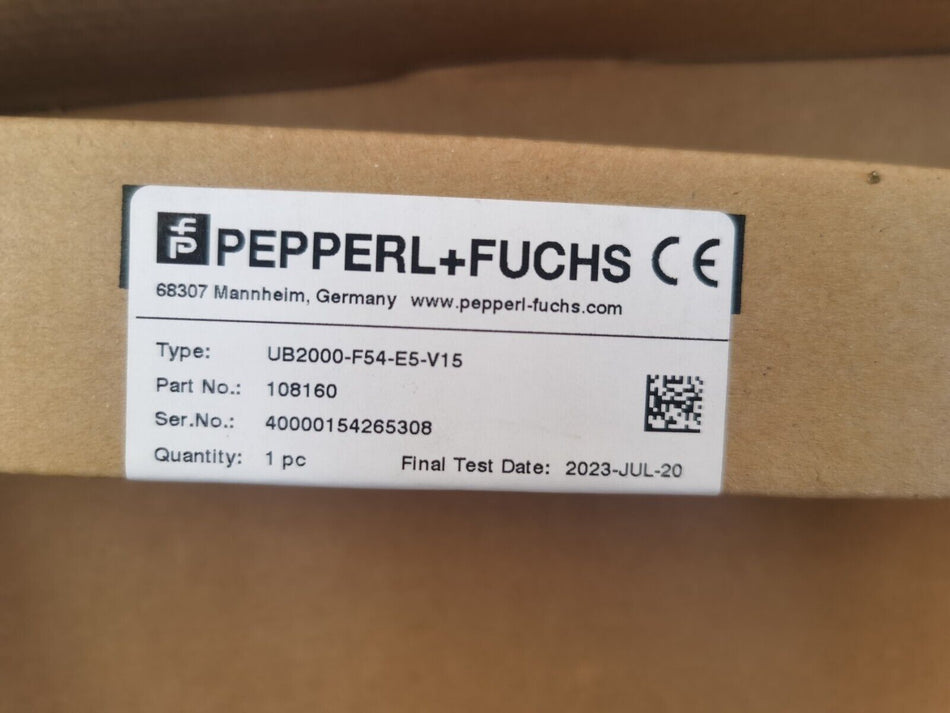 PEPPERL+FUCHS CE
68307 Mannheim, Germany www.pepperl-fuchs.com
Type: UB2000-F54-E5-V15
Part No.: 108160
Ser.No.: 40000154265308
Quantity: 1 pc Final Test Date: 2023-JUL-20